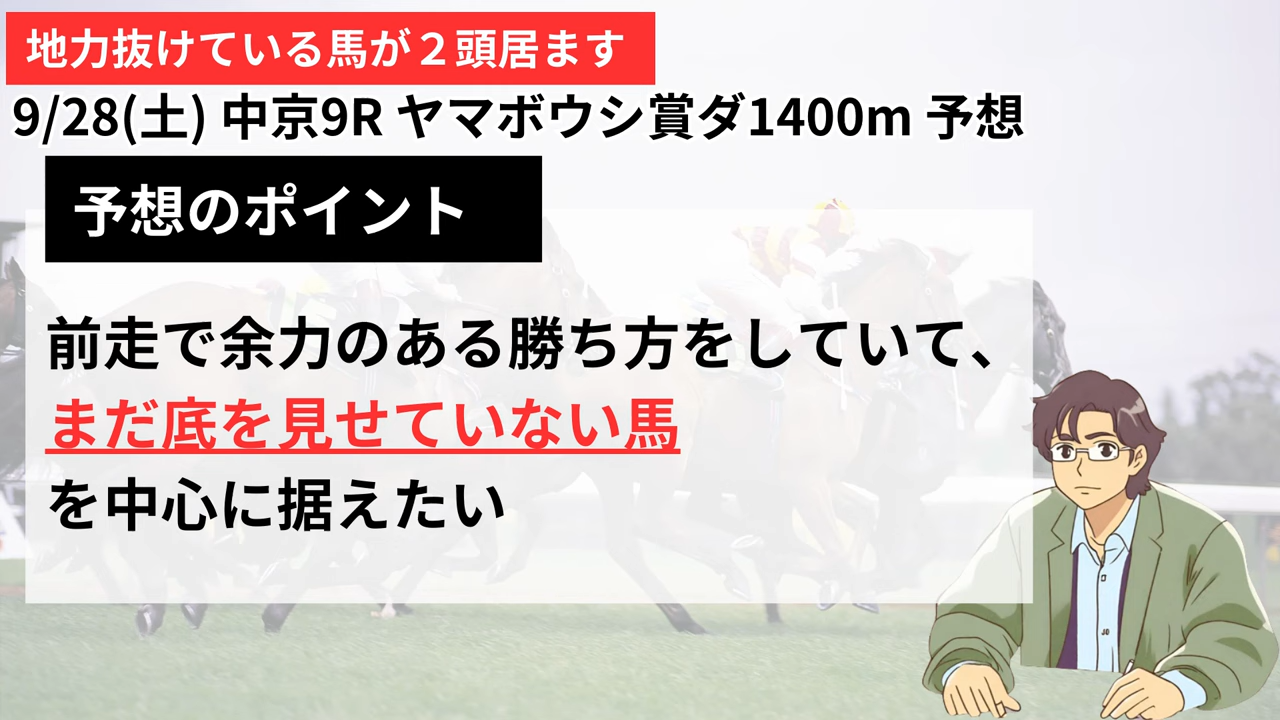 地力抜けている馬が２頭居ます
9/28(土) 中京9R ヤマボウシ賞ダ1400m 予想
予想のポイント
前走で余力のある勝ち方をしていて、
まだ底を見せていない馬
を中心に据えたい